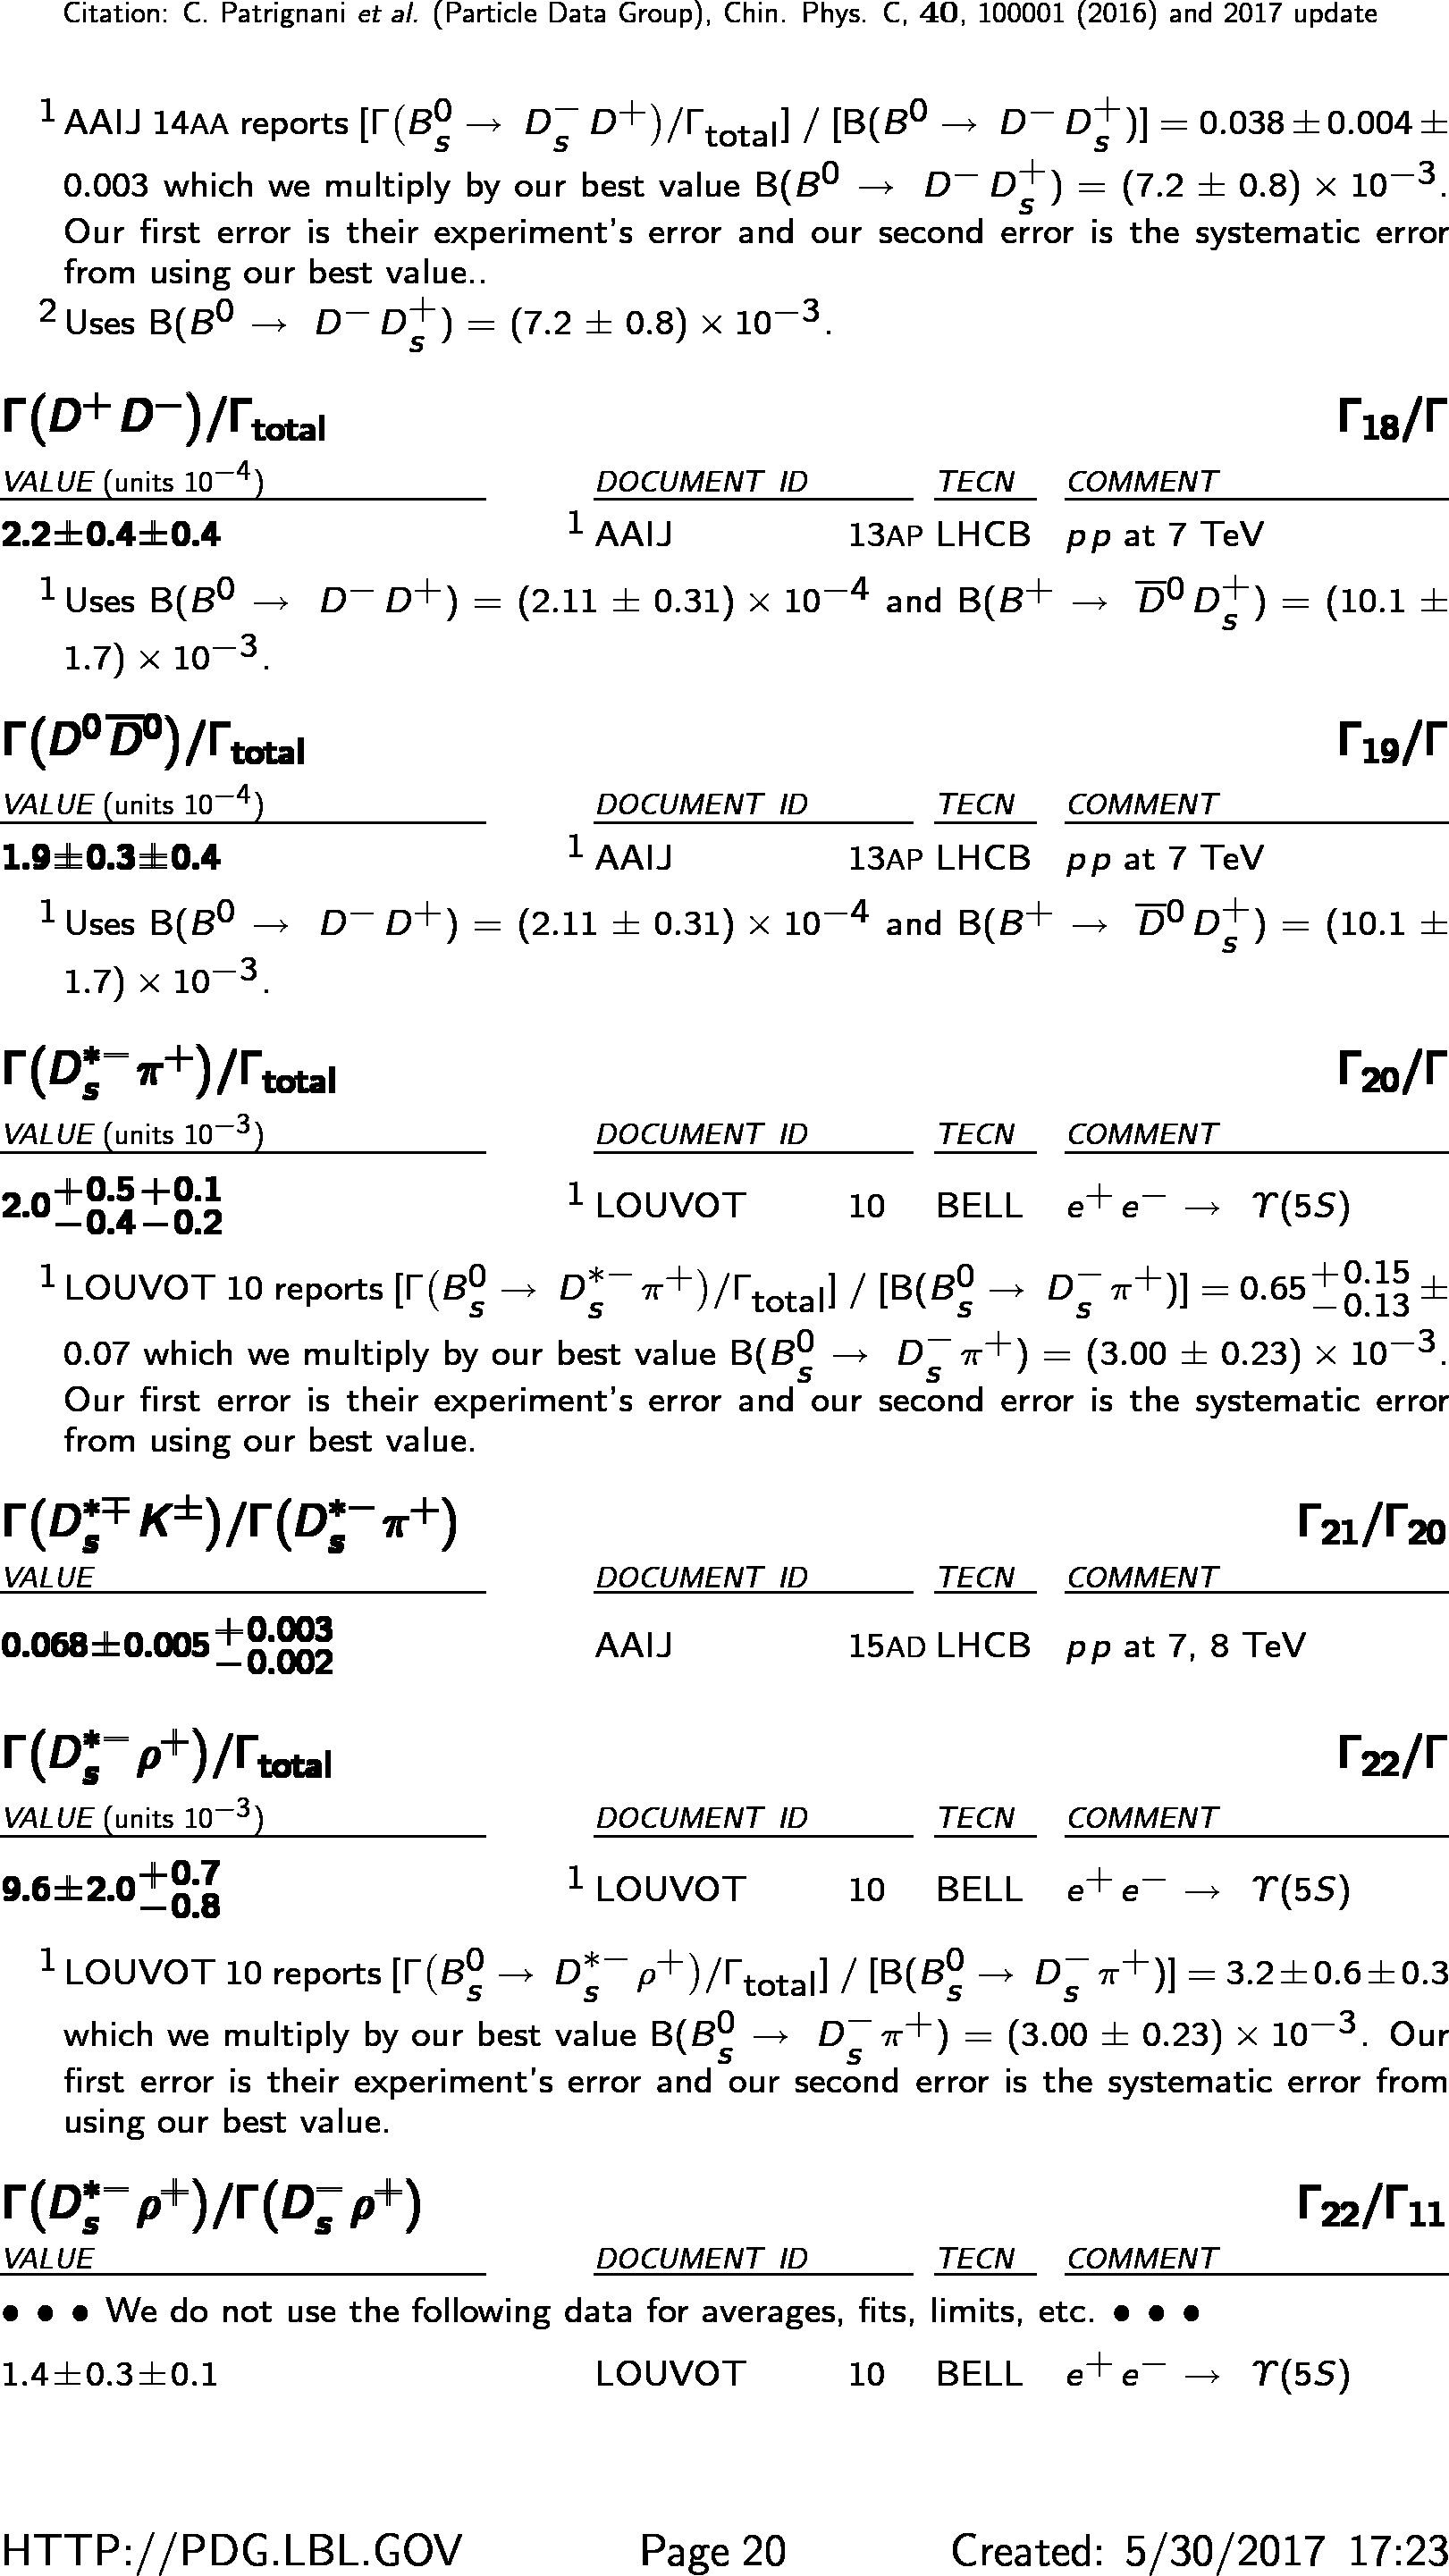 Citation: C. Patrignani et al. (Particle Data Group), Chin. Phys. C, 40, 100001 (2016) and 2017 update
¹ AAIJ 14AA reports [Γ(B⁰ₛ → D⁻ₛ D⁺)/Γ_total] / [B(B⁰ → D⁻ D⁺ₛ)] = 0.038 ± 0.004 ±
0.003 which we multiply by our best value B(B⁰ → D⁻ D⁺ₛ) = (7.2 ± 0.8) × 10⁻³.
Our first error is their experiment's error and our second error is the systematic error
from using our best value..
² Uses B(B⁰ → D⁻ D⁺ₛ) = (7.2 ± 0.8) × 10⁻³.
Γ(D⁺ D⁻)/Γ_total Γ₁₈/Γ
VALUE (units 10⁻⁴) DOCUMENT ID TECN COMMENT
2.2±0.4±0.4 ¹ AAIJ 13AP LHCB pp at 7 TeV
¹ Uses B(B⁰ → D⁻ D⁺) = (2.11 ± 0.31) × 10⁻⁴ and B(B⁺ → D̅⁰ D⁺ₛ) = (10.1 ±
1.7) × 10⁻³.
Γ(D⁰ D̅⁰)/Γ_total Γ₁₉/Γ
VALUE (units 10⁻⁴) DOCUMENT ID TECN COMMENT
1.9±0.3±0.4 ¹ AAIJ 13AP LHCB pp at 7 TeV
¹ Uses B(B⁰ → D⁻ D⁺) = (2.11 ± 0.31) × 10⁻⁴ and B(B⁺ → D̅⁰ D⁺ₛ) = (10.1 ±
1.7) × 10⁻³.
Γ(D*⁻ₛ π⁺)/Γ_total Γ₂₀/Γ
VALUE (units 10⁻³) DOCUMENT ID TECN COMMENT
2.0 +0.5 +0.1 −0.4 −0.2 ¹ LOUVOT 10 BELL e⁺ e⁻ → ϒ(5S)
¹ LOUVOT 10 reports [Γ(B⁰ₛ → D*⁻ₛ π⁺)/Γ_total] / [B(B⁰ₛ → D⁻ₛ π⁺)] = 0.65 +0.15 −0.13 ±
0.07 which we multiply by our best value B(B⁰ₛ → D⁻ₛ π⁺) = (3.00 ± 0.23) × 10⁻³.
Our first error is their experiment's error and our second error is the systematic error
from using our best value.
Γ(D*∓ₛ K±)/Γ(D*⁻ₛ π⁺) Γ₂₁/Γ₂₀
VALUE DOCUMENT ID TECN COMMENT
0.068±0.005 +0.003 −0.002 AAIJ 15AD LHCB pp at 7, 8 TeV
Γ(D*⁻ₛ ρ⁺)/Γ_total Γ₂₂/Γ
VALUE (units 10⁻³) DOCUMENT ID TECN COMMENT
9.6±2.0 +0.7 −0.8 ¹ LOUVOT 10 BELL e⁺ e⁻ → ϒ(5S)
¹ LOUVOT 10 reports [Γ(B⁰ₛ → D*⁻ₛ ρ⁺)/Γ_total] / [B(B⁰ₛ → D⁻ₛ π⁺)] = 3.2 ± 0.6 ± 0.3
which we multiply by our best value B(B⁰ₛ → D⁻ₛ π⁺) = (3.00 ± 0.23) × 10⁻³. Our
first error is their experiment's error and our second error is the systematic error from
using our best value.
Γ(D*⁻ₛ ρ⁺)/Γ(D⁻ₛ ρ⁺) Γ₂₂/Γ₁₁
VALUE DOCUMENT ID TECN COMMENT
• • • We do not use the following data for averages, fits, limits, etc. • • •
1.4±0.3±0.1 LOUVOT 10 BELL e⁺ e⁻ → ϒ(5S)
HTTP://PDG.LBL.GOV Page 20 Created: 5/30/2017 17:23